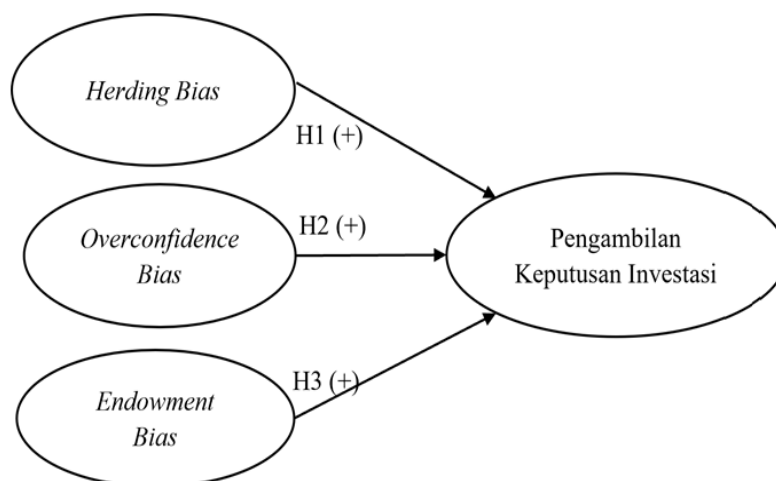 Herding Bias
H1 (+)
Overconfidence
Bias
H2 (+)
Pengambilan
Keputusan Investasi
H3 (+)
Endowment
Bias